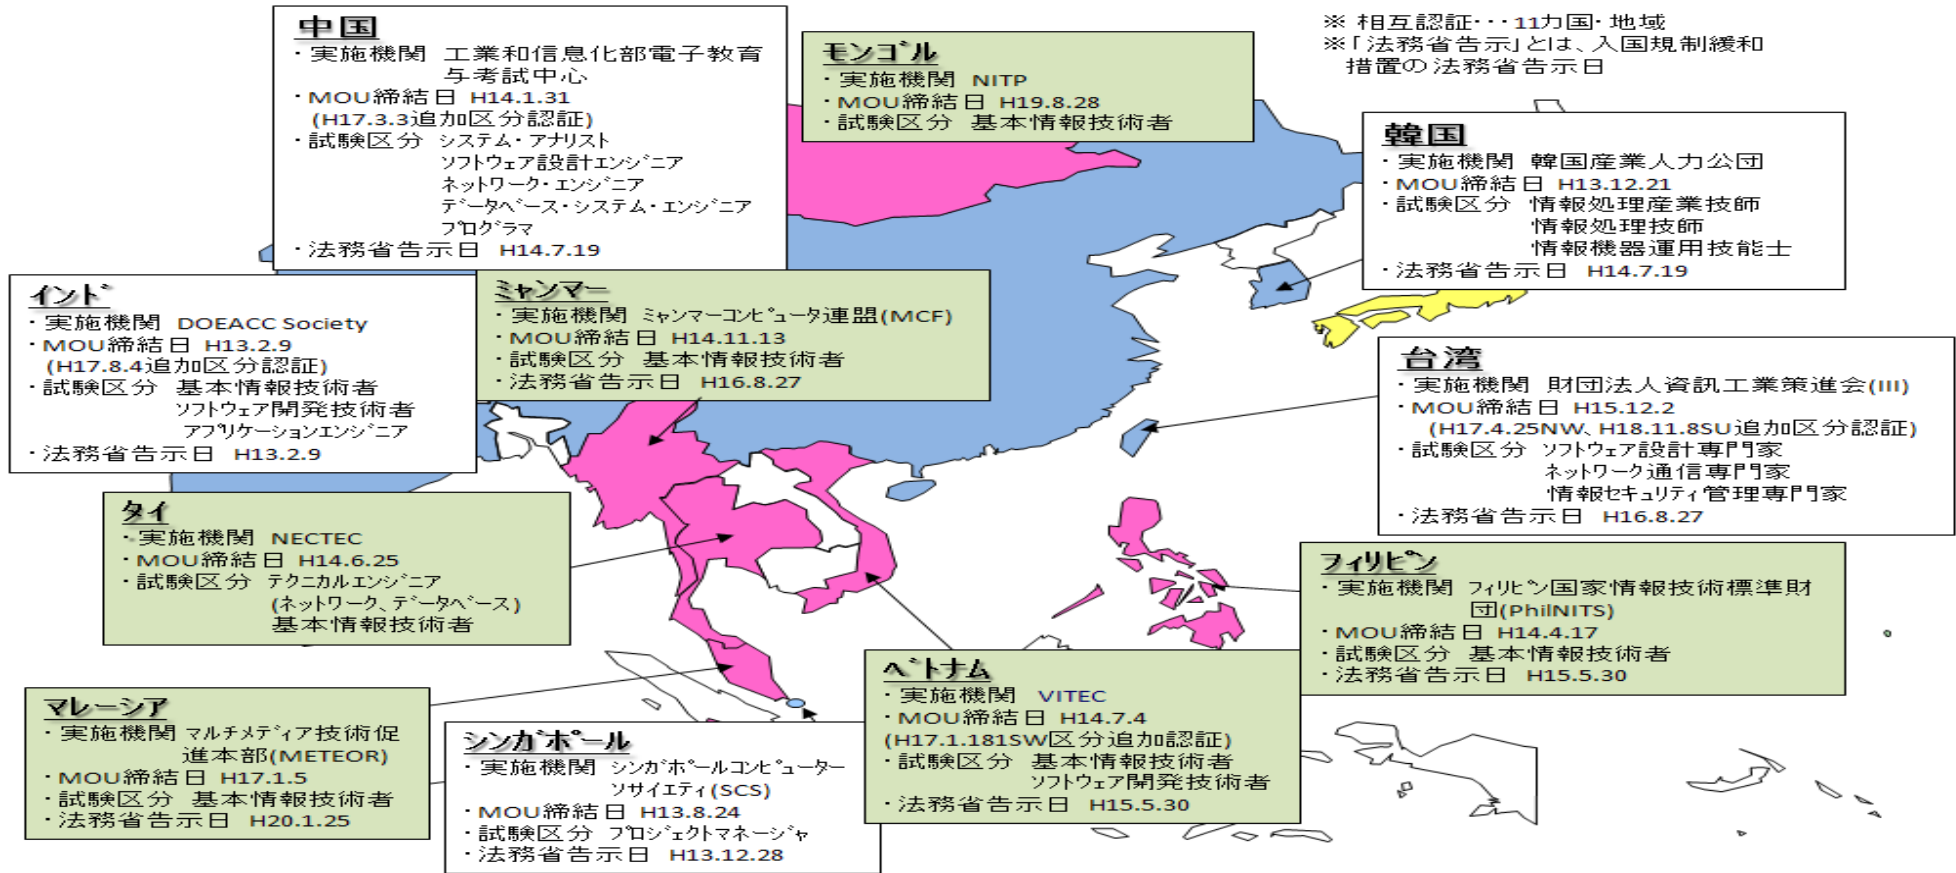 中国
・実施機関 工業和信息化部電子教育
与考試中心
・MOU締結日 H14.1.31
(H17.3.3追加区分認証)
・試験区分 システム・アナリスト
ソフトウェア設計エンジニア
ネットワーク・エンジニア
データベース・システム・エンジニア
プログラマ
・法務省告示日 H14.7.19
モンゴル
・実施機関 NITP
・MOU締結日 H19.8.28
・試験区分 基本情報技術者
※ 相互認証・・・11カ国・地域
※「法務省告示」とは、入国規制緩和
措置の法務省告示日
韓国
・実施機関 韓国産業人力公団
・MOU締結日 H13.12.21
・試験区分 情報処理産業技師
情報処理技師
情報機器運用技能士
・法務省告示日 H14.7.19
インド
・実施機関 DOEACC Society
・MOU締結日 H13.2.9
(H17.8.4追加区分認証)
・試験区分 基本情報技術者
ソフトウェア開発技術者
アプリケーションエンジニア
・法務省告示日 H13.2.9
ミャンマー
・実施機関 ミャンマーコンピュータ連盟(MCF)
・MOU締結日 H14.11.13
・試験区分 基本情報技術者
・法務省告示日 H16.8.27
台湾
・実施機関 財団法人資訊工業策進会(III)
・MOU締結日 H15.12.2
(H17.4.25NW、H18.11.8SU追加区分認証)
・試験区分 ソフトウェア設計専門家
ネットワーク通信専門家
情報セキュリティ管理専門家
・法務省告示日 H16.8.27
タイ
・実施機関 NECTEC
・MOU締結日 H14.6.25
・試験区分 テクニカルエンジニア
(ネットワーク、データベース)
基本情報技術者
フィリピン
・実施機関 フィリピン国家情報技術標準財
団(PhilNITS)
・MOU締結日 H14.4.17
・試験区分 基本情報技術者
・法務省告示日 H15.5.30
マレーシア
・実施機関 マルチメディア技術促
進本部(METEOR)
・MOU締結日 H17.1.5
・試験区分 基本情報技術者
・法務省告示日 H20.1.25
シンガポール
・実施機関 シンガポールコンピューター
ソサイエティ(SCS)
・MOU締結日 H13.8.24
・試験区分 プロジェクトマネージャ
・法務省告示日 H13.12.28
ベトナム
・実施機関 VITEC
・MOU締結日 H14.7.4
(H17.1.181SW区分追加認証)
・試験区分 基本情報技術者
ソフトウェア開発技術者
・法務省告示日 H15.5.30